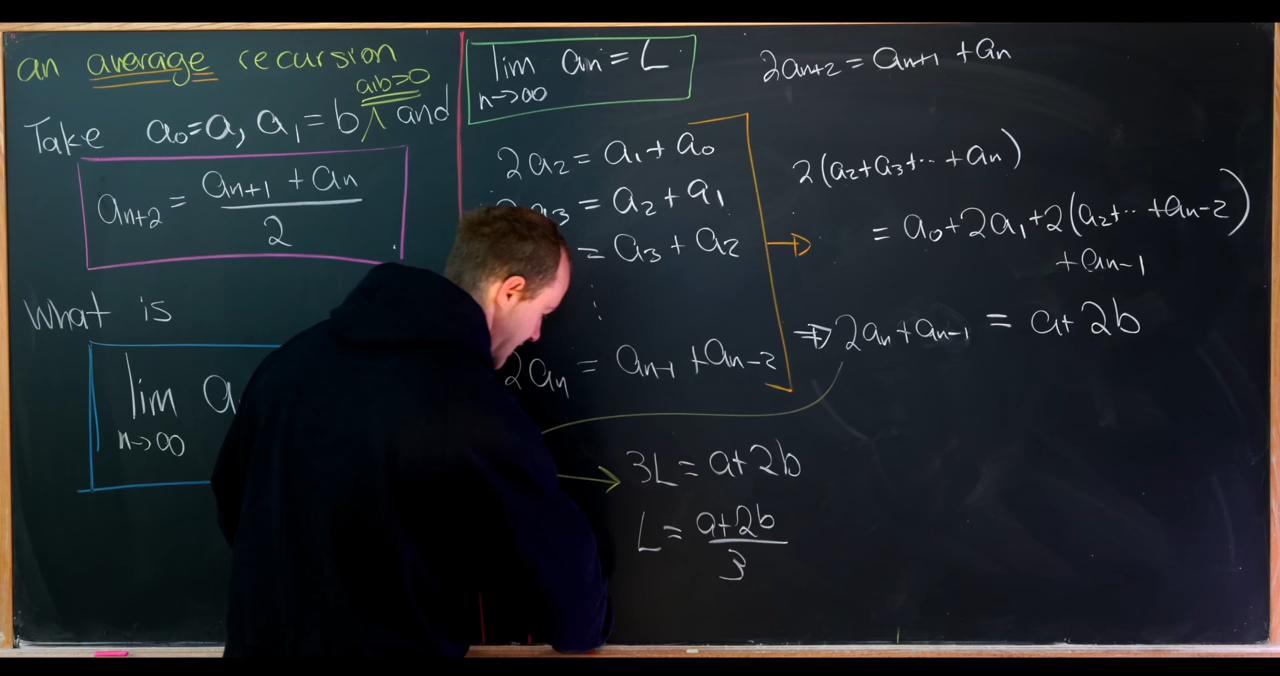 an average recursion
a,b>=0
Take a₀=a, a₁=b ∧ and
aₙ₊₂ = (aₙ₊₁ + aₙ)/2
What is
lim a
n→∞
lim aₙ = L
n→∞
2a₂ = a₁ + a₀
a₃ = a₂ + a₁
= a₃ + a₂
⋮
2aₙ = aₙ₋₁ + aₙ₋₂
2aₙ₊₂ = aₙ₊₁ + aₙ
2(a₂+a₃+⋯+aₙ)
= a₀+2a₁+2(a₂+⋯+aₙ₋₂)
+aₙ₋₁
⇒ 2aₙ+aₙ₋₁ = a+2b
3L = a+2b
L = (a+2b)/3